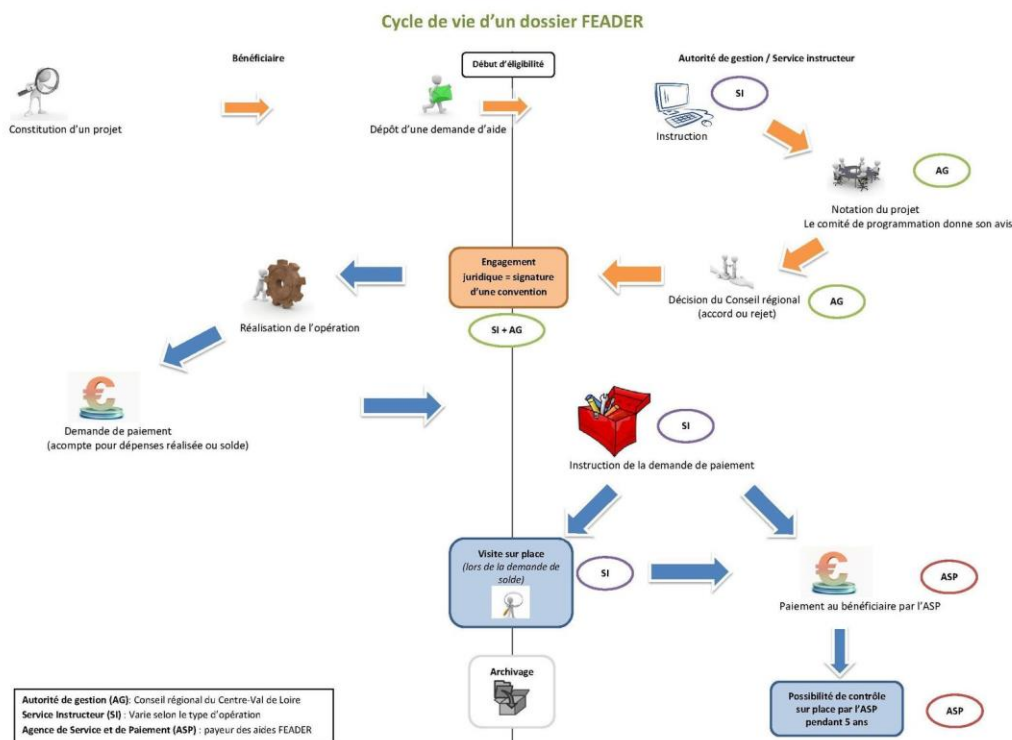 Cycle de vie d'un dossier FEADER
Bénéficiaire
Début d'éligibilité
Autorité de gestion / Service instructeur
Constitution d'un projet
Dépôt d'une demande d'aide
SI
Instruction
AG
Notation du projet
Le comité de programmation donne son avis
Engagement
juridique = signature
d'une convention
Décision du Conseil régional
(accord ou rejet)
AG
Réalisation de l'opération
SI + AG
Demande de paiement
(acompte pour dépenses réalisée ou solde)
SI
Instruction de la demande de paiement
Visite sur place
(lors de la demande de
solde)
SI
ASP
Paiement au bénéficiaire par l'ASP
Archivage
Possibilité de contrôle
sur place par l'ASP
pendant 5 ans
ASP
Autorité de gestion (AG): Conseil régional du Centre-Val de Loire
Service Instructeur (SI) : Varie selon le type d'opération
Agence de Service et de Paiement (ASP) : payeur des aides FEADER